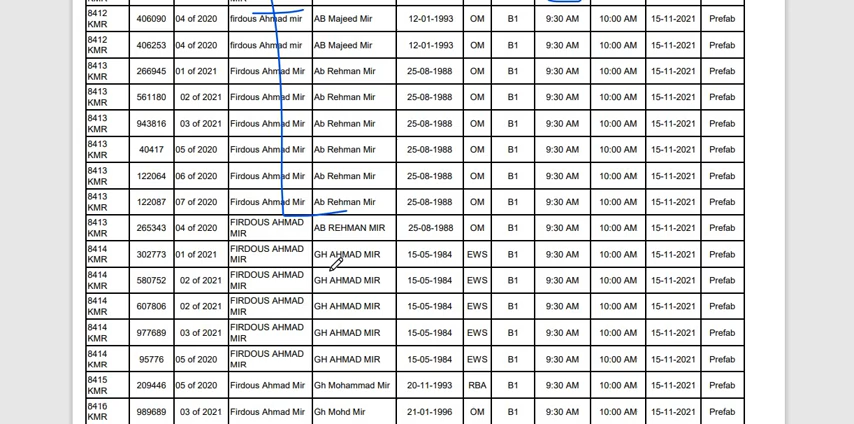 8412 KMR 406090 04 of 2020 firdous Ahmad mir AB Majeed Mir 12-01-1993 OM B1 9:30 AM 10:00 AM 15-11-2021 Prefab
8412 KMR 406253 04 of 2020 firdous Ahmad mir AB Majeed Mir 12-01-1993 OM B1 9:30 AM 10:00 AM 15-11-2021 Prefab
8413 KMR 266945 01 of 2021 Firdous Ahmad Mir Ab Rehman Mir 25-08-1988 OM B1 9:30 AM 10:00 AM 15-11-2021 Prefab
8413 KMR 561180 02 of 2021 Firdous Ahmad Mir Ab Rehman Mir 25-08-1988 OM B1 9:30 AM 10:00 AM 15-11-2021 Prefab
8413 KMR 943816 03 of 2021 Firdous Ahmad Mir Ab Rehman Mir 25-08-1988 OM B1 9:30 AM 10:00 AM 15-11-2021 Prefab
8413 KMR 40417 05 of 2020 Firdous Ahmad Mir Ab Rehman Mir 25-08-1988 OM B1 9:30 AM 10:00 AM 15-11-2021 Prefab
8413 KMR 122064 06 of 2020 Firdous Ahmad Mir Ab Rehman Mir 25-08-1988 OM B1 9:30 AM 10:00 AM 15-11-2021 Prefab
8413 KMR 122087 07 of 2020 Firdous Ahmad Mir Ab Rehman Mir 25-08-1988 OM B1 9:30 AM 10:00 AM 15-11-2021 Prefab
8413 KMR 265343 04 of 2020 FIRDOUS AHMAD MIR AB REHMAN MIR 25-08-1988 OM B1 9:30 AM 10:00 AM 15-11-2021 Prefab
8414 KMR 302773 01 of 2021 FIRDOUS AHMAD MIR GH AHMAD MIR 15-05-1984 EWS B1 9:30 AM 10:00 AM 15-11-2021 Prefab
8414 KMR 580752 02 of 2021 FIRDOUS AHMAD MIR GH AHMAD MIR 15-05-1984 EWS B1 9:30 AM 10:00 AM 15-11-2021 Prefab
8414 KMR 607806 02 of 2021 FIRDOUS AHMAD MIR GH AHMAD MIR 15-05-1984 EWS B1 9:30 AM 10:00 AM 15-11-2021 Prefab
8414 KMR 977689 03 of 2021 FIRDOUS AHMAD MIR GH AHMAD MIR 15-05-1984 EWS B1 9:30 AM 10:00 AM 15-11-2021 Prefab
8414 KMR 95776 05 of 2020 FIRDOUS AHMAD MIR GH AHMAD MIR 15-05-1984 EWS B1 9:30 AM 10:00 AM 15-11-2021 Prefab
8415 KMR 209446 05 of 2020 Firdous Ahmad Mir Gh Mohammad Mir 20-11-1993 RBA B1 9:30 AM 10:00 AM 15-11-2021 Prefab
8416 KMR 989689 03 of 2021 Firdous Ahmad Mir Gh Mohd Mir 21-01-1996 OM B1 9:30 AM 10:00 AM 15-11-2021 Prefab